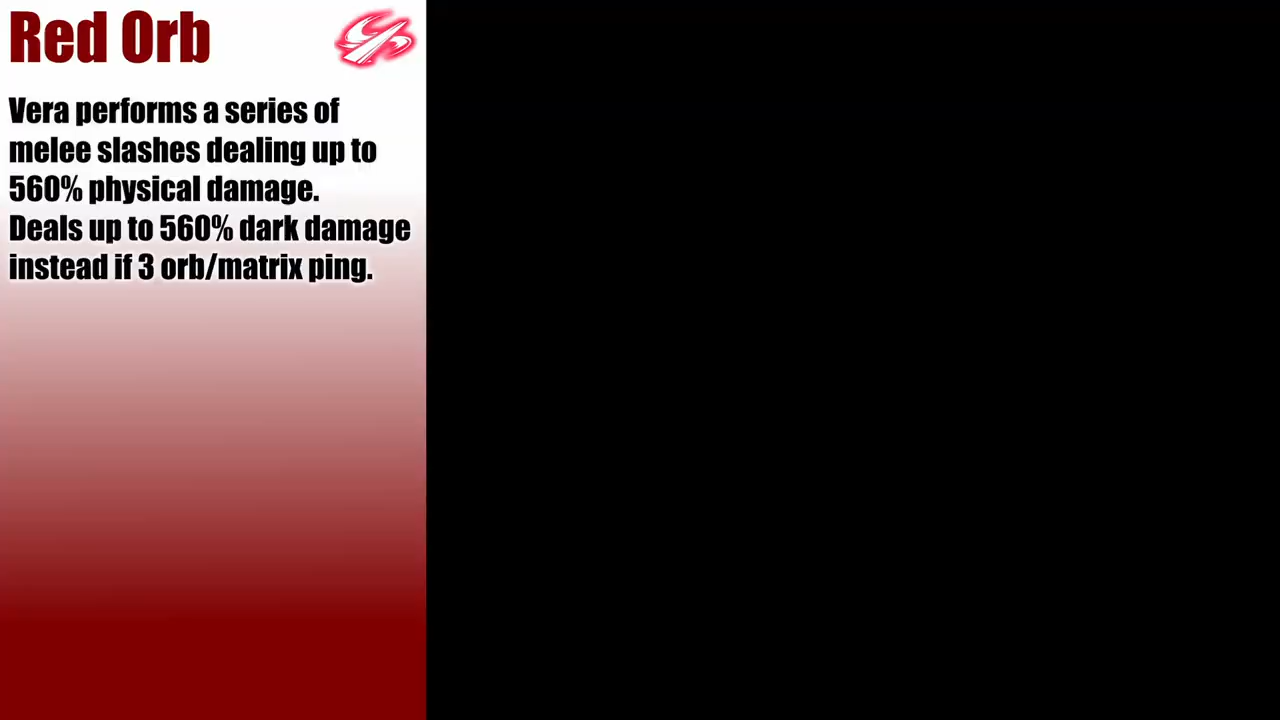 Red Orb
Vera performs a series of
melee slashes dealing up to
560% physical damage.
Deals up to 560% dark damage
instead if 3 orb/matrix ping.